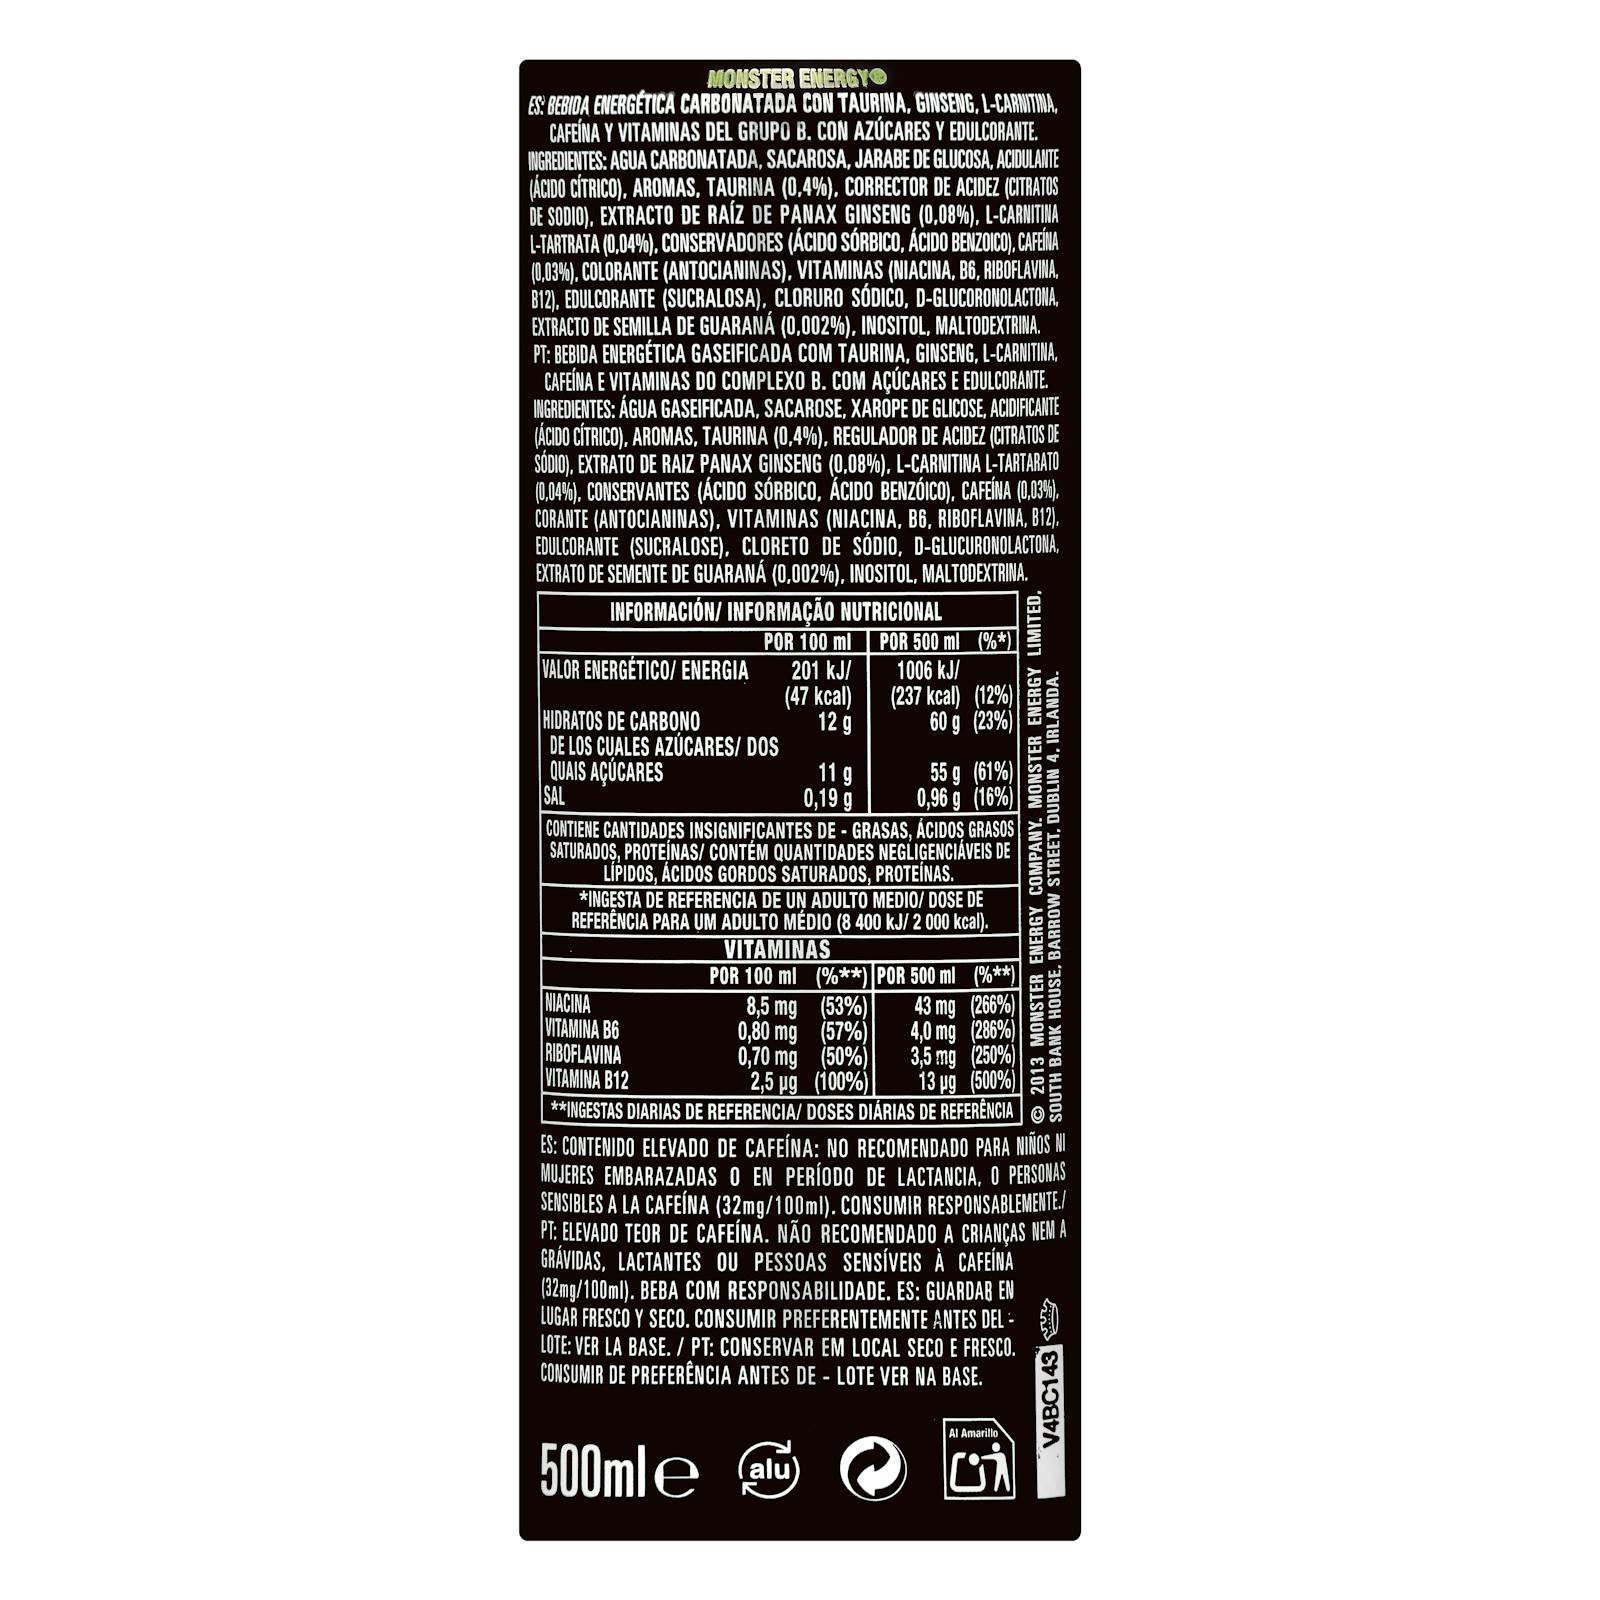 MONSTER ENERGY®
ES: BEBIDA ENERGÉTICA CARBONATADA CON TAURINA, GINSENG, L-CARNITINA,
CAFEÍNA Y VITAMINAS DEL GRUPO B. CON AZÚCARES Y EDULCORANTE.
INGREDIENTES: AGUA CARBONATADA, SACAROSA, JARABE DE GLUCOSA, ACIDULANTE
(ÁCIDO CÍTRICO), AROMAS, TAURINA (0,4%), CORRECTOR DE ACIDEZ (CITRATOS
DE SODIO), EXTRACTO DE RAÍZ DE PANAX GINSENG (0,08%), L-CARNITINA
L-TARTRATA (0,04%), CONSERVADORES (ÁCIDO SÓRBICO, ÁCIDO BENZOICO), CAFEÍNA
(0,03%), COLORANTE (ANTOCIANINAS), VITAMINAS (NIACINA, B6, RIBOFLAVINA,
B12), EDULCORANTE (SUCRALOSA), CLORURO SÓDICO, D-GLUCORONOLACTONA,
EXTRACTO DE SEMILLA DE GUARANÁ (0,002%), INOSITOL, MALTODEXTRINA.
PT: BEBIDA ENERGÉTICA GASEIFICADA COM TAURINA, GINSENG, L-CARNITINA,
CAFEÍNA E VITAMINAS DO COMPLEXO B. COM AÇÚCARES E EDULCORANTE.
INGREDIENTES: ÁGUA GASEIFICADA, SACAROSE, XAROPE DE GLICOSE, ACIDIFICANTE
(ÁCIDO CÍTRICO), AROMAS, TAURINA (0,4%), REGULADOR DE ACIDEZ (CITRATOS DE
SÓDIO), EXTRATO DE RAIZ PANAX GINSENG (0,08%), L-CARNITINA L-TARTARATO
(0,04%), CONSERVANTES (ÁCIDO SÓRBICO, ÁCIDO BENZÓICO), CAFEÍNA (0,03%),
CORANTE (ANTOCIANINAS), VITAMINAS (NIACINA, B6, RIBOFLAVINA, B12),
EDULCORANTE (SUCRALOSE), CLORETO DE SÓDIO, D-GLUCURONOLACTONA,
EXTRATO DE SEMENTE DE GUARANÁ (0,002%), INOSITOL, MALTODEXTRINA.
INFORMACIÓN/ INFORMAÇÃO NUTRICIONAL
POR 100 ml POR 500 ml (%*)
VALOR ENERGÉTICO/ ENERGIA 201 kJ/ 1006 kJ/
(47 kcal) (237 kcal) (12%)
HIDRATOS DE CARBONO 12 g 60 g (23%)
DE LOS CUALES AZÚCARES/ DOS
QUAIS AÇÚCARES 11 g 55 g (61%)
SAL 0,19 g 0,96 g (16%)
CONTIENE CANTIDADES INSIGNIFICANTES DE - GRASAS, ÁCIDOS GRASOS
SATURADOS, PROTEÍNAS/ CONTÉM QUANTIDADES NEGLIGENCIÁVEIS DE
LÍPIDOS, ÁCIDOS GORDOS SATURADOS, PROTEÍNAS.
*INGESTA DE REFERENCIA DE UN ADULTO MEDIO/ DOSE DE
REFERÊNCIA PARA UM ADULTO MÉDIO (8 400 kJ/ 2 000 kcal).
VITAMINAS
POR 100 ml (%**) POR 500 ml (%**)
NIACINA 8,5 mg (53%) 43 mg (266%)
VITAMINA B6 0,80 mg (57%) 4,0 mg (286%)
RIBOFLAVINA 0,70 mg (50%) 3,5 mg (250%)
VITAMINA B12 2,5 µg (100%) 13 µg (500%)
**INGESTAS DIARIAS DE REFERENCIA/ DOSES DIÁRIAS DE REFERÊNCIA
© 2013 MONSTER ENERGY COMPANY. MONSTER ENERGY LIMITED,
SOUTH BANK HOUSE, BARROW STREET, DUBLIN 4, IRLANDA.
ES: CONTENIDO ELEVADO DE CAFEÍNA: NO RECOMENDADO PARA NIÑOS NI
MUJERES EMBARAZADAS O EN PERÍODO DE LACTANCIA, O PERSONAS
SENSIBLES A LA CAFEÍNA (32mg/100ml). CONSUMIR RESPONSABLEMENTE./
PT: ELEVADO TEOR DE CAFEÍNA. NÃO RECOMENDADO A CRIANÇAS NEM A
GRÁVIDAS, LACTANTES OU PESSOAS SENSÍVEIS À CAFEÍNA
(32mg/100ml). BEBA COM RESPONSABILIDADE. ES: GUARDAR EN
LUGAR FRESCO Y SECO. CONSUMIR PREFERENTEMENTE ANTES DEL -
LOTE: VER LA BASE. / PT: CONSERVAR EM LOCAL SECO E FRESCO.
CONSUMIR DE PREFERÊNCIA ANTES DE - LOTE VER NA BASE.
V4BC143
500ml e
alu
Al Amarillo